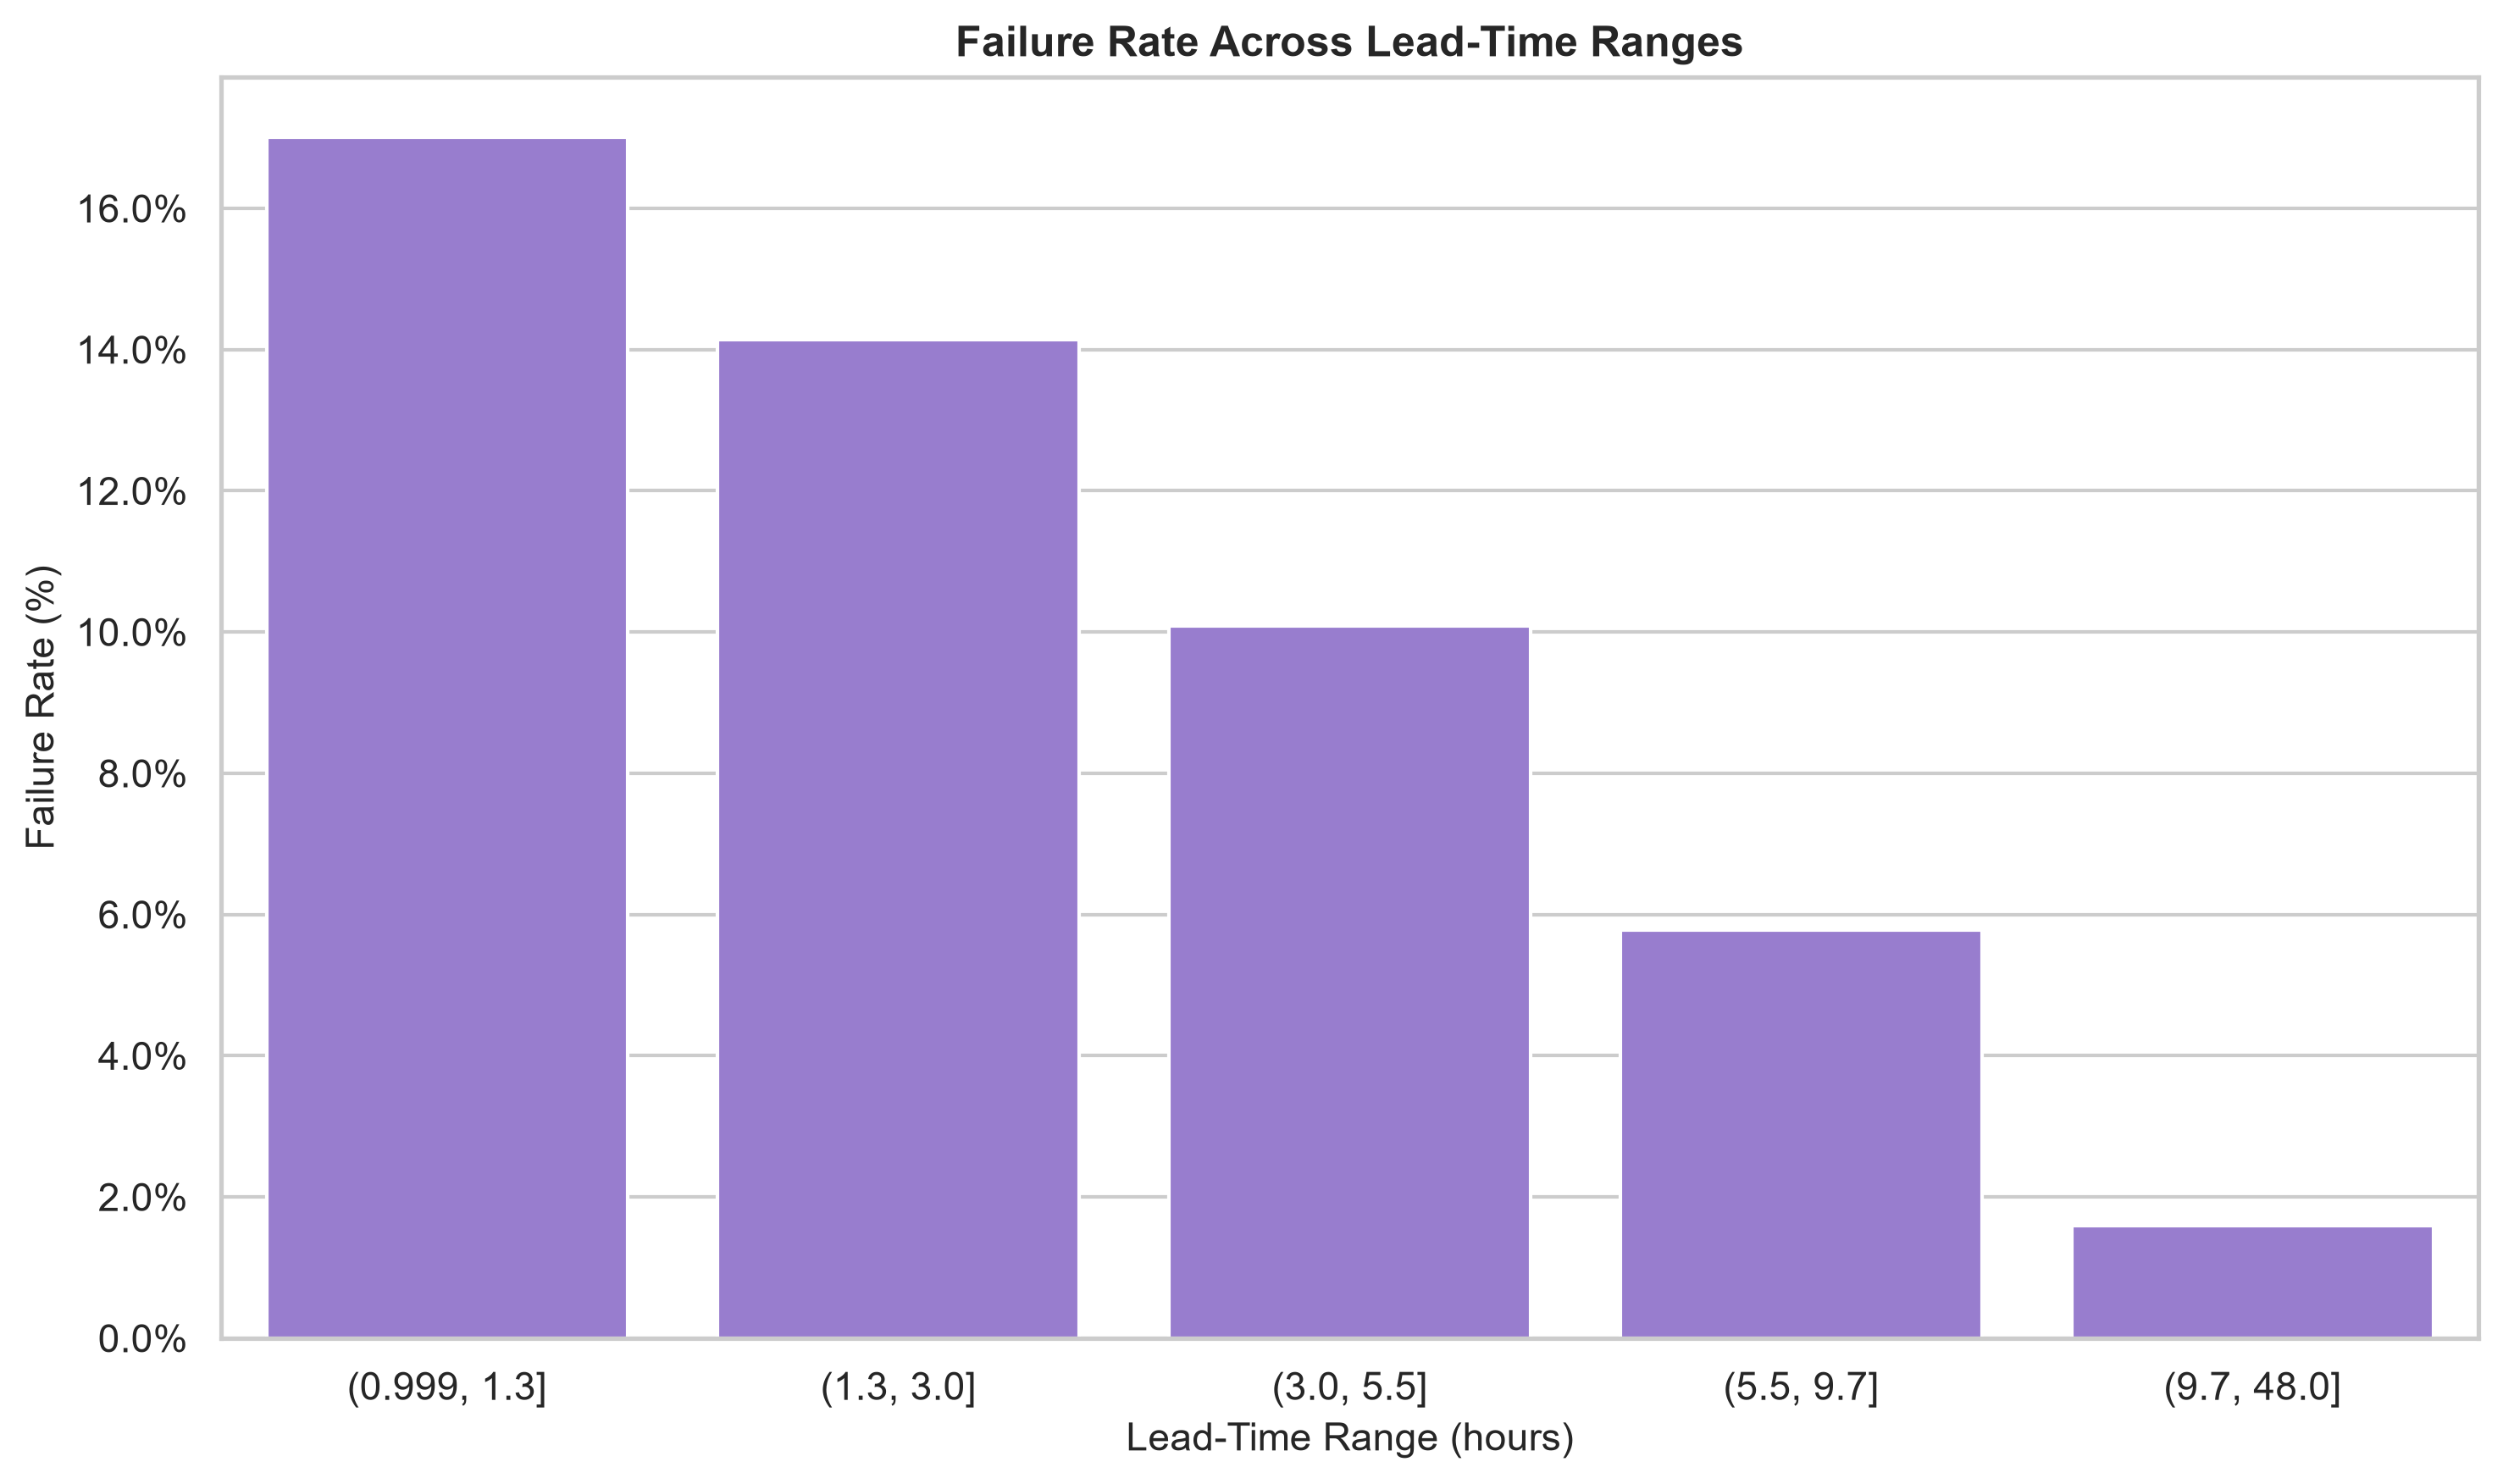 Failure Rate Across Lead-Time Ranges
Failure Rate (%)
16.0%
14.0%
12.0%
10.0%
8.0%
6.0%
4.0%
2.0%
0.0%
(0.999, 1.3] (1.3, 3.0] (3.0, 5.5] (5.5, 9.7] (9.7, 48.0]
Lead-Time Range (hours)